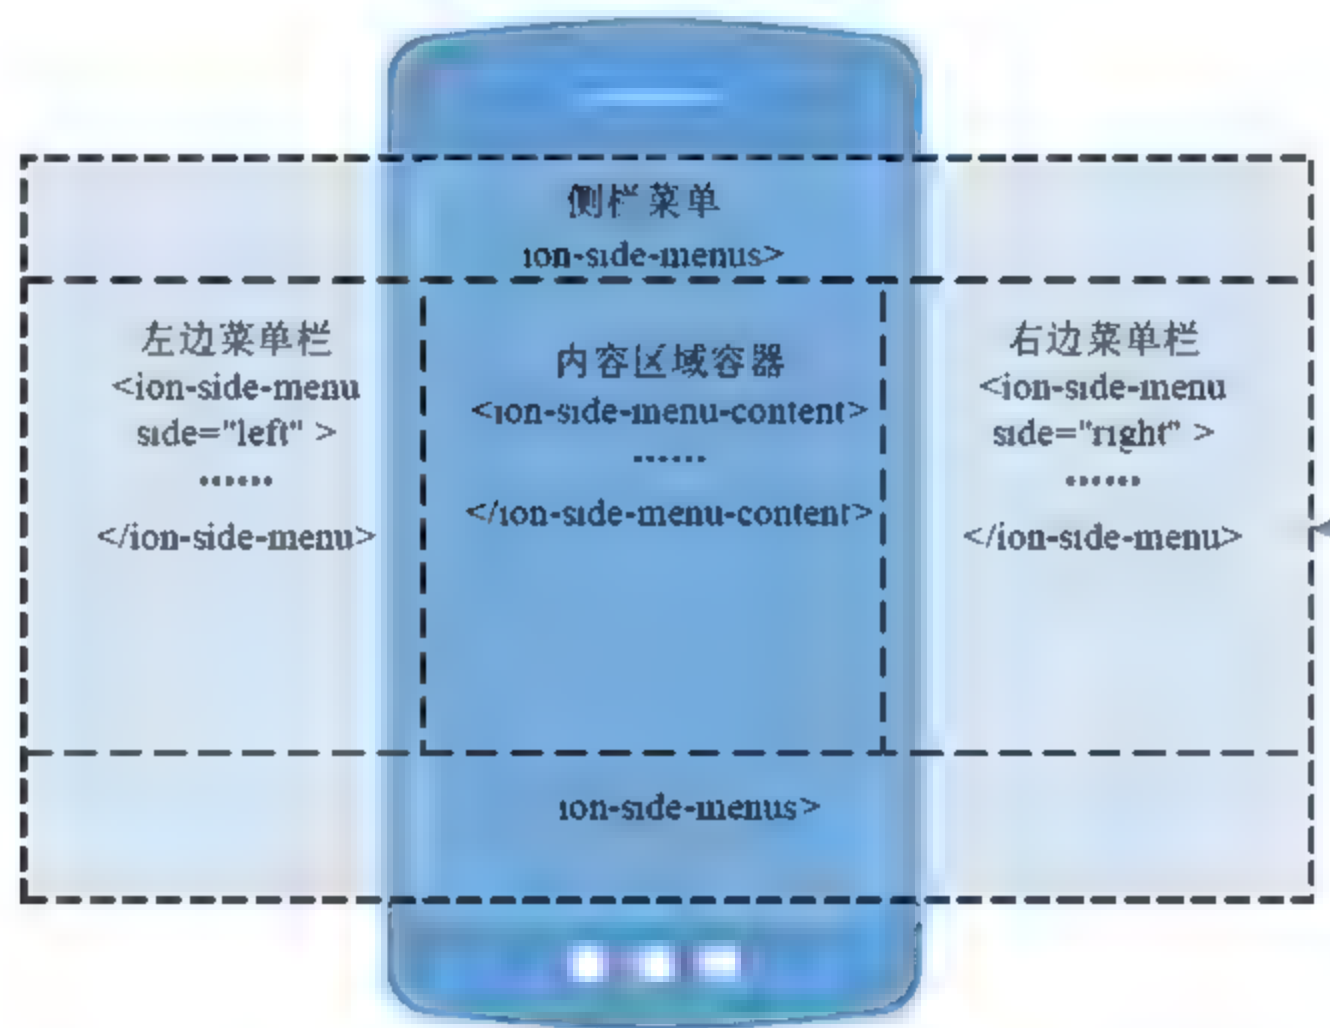 侧栏菜单
ion-side-menus>
左边菜单栏
<ion-side-menu
side="left" >
······
</ion-side-menu>
内容区域容器
<ion-side-menu-content>
······
</ion-side-menu-content>
右边菜单栏
<ion-side-menu
side="right" >
······
</ion-side-menu>
ion-side-menus>